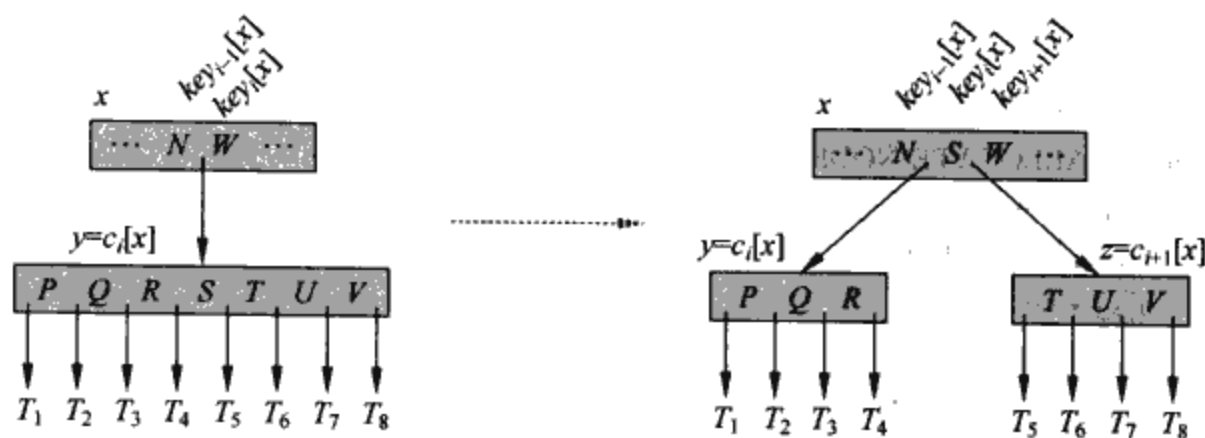 key_{i-1}[x]
key_i[x]
x
⋯ N W ⋯
y=c_i[x]
P Q R S T U V
T_1 T_2 T_3 T_4 T_5 T_6 T_7 T_8
key_{i-1}[x]
key_i[x]
key_{i+1}[x]
x
⋯ N S W ⋯
y=c_i[x]
z=c_{i+1}[x]
P Q R
T U V
T_1 T_2 T_3 T_4
T_5 T_6 T_7 T_8